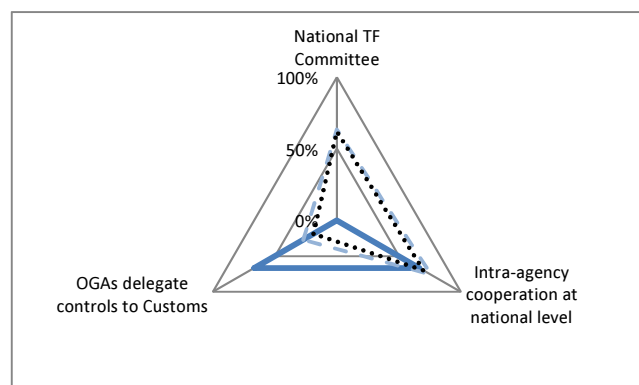 National TF
Committee
100%
50%
0%
OGAs delegate
controls to Customs
Intra-agency
cooperation at
national level